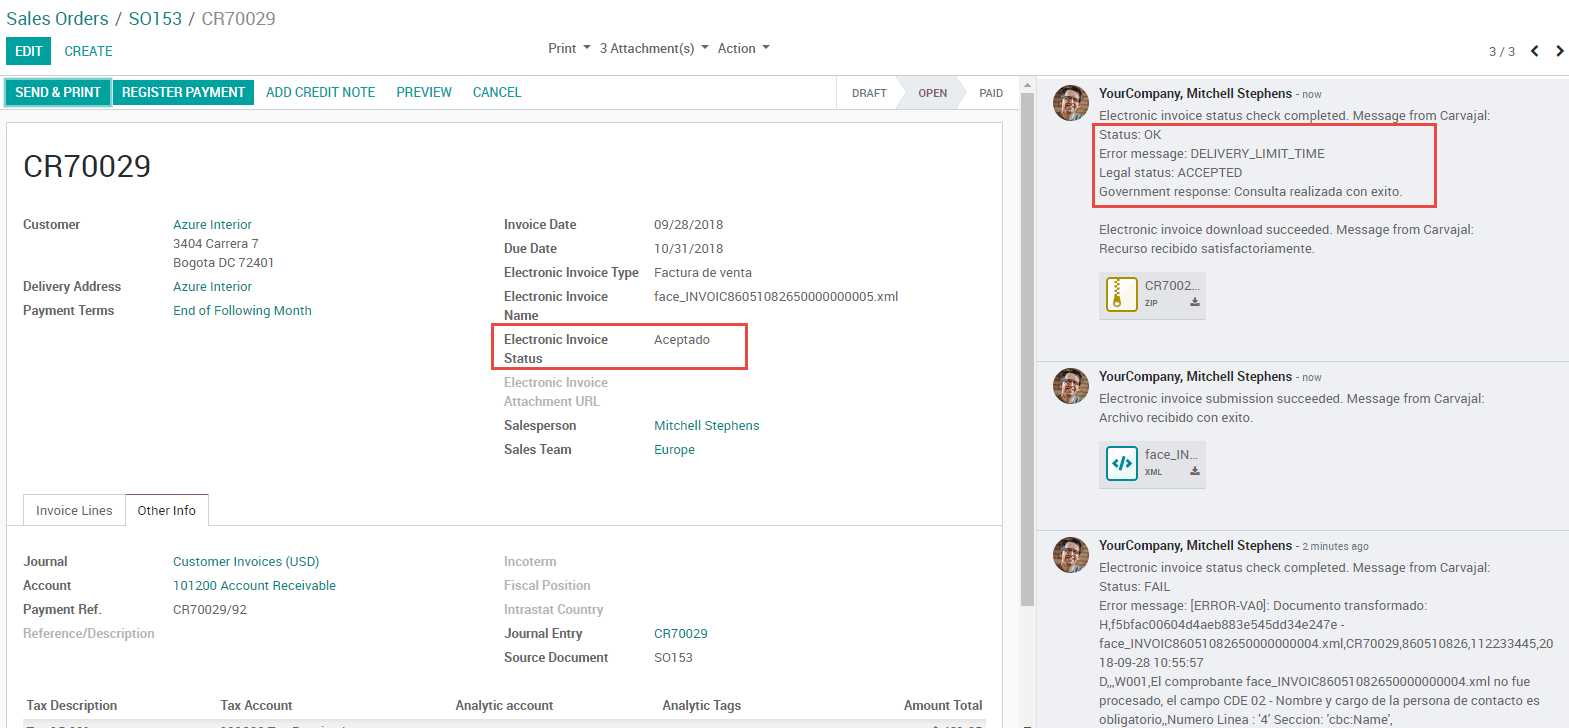 Sales Orders / SO153 / CR70029
EDIT CREATE
Print 3 Attachment(s) Action
3 / 3
SEND & PRINT REGISTER PAYMENT ADD CREDIT NOTE PREVIEW CANCEL
DRAFT OPEN PAID
CR70029
Customer Azure Interior
3404 Carrera 7
Bogota DC 72401
Delivery Address Azure Interior
Payment Terms End of Following Month
Invoice Date 09/28/2018
Due Date 10/31/2018
Electronic Invoice Type Factura de venta
Electronic Invoice Name face_INVOIC86051082650000000005.xml
Electronic Invoice Status Aceptado
Electronic Invoice Attachment URL
Salesperson Mitchell Stephens
Sales Team Europe
Invoice Lines Other Info
Journal Customer Invoices (USD)
Account 101200 Account Receivable
Payment Ref. CR70029/92
Reference/Description
Incoterm
Fiscal Position
Intrastat Country
Journal Entry CR70029
Source Document SO153
Tax Description Tax Account Analytic account Analytic Tags Amount Total
YourCompany, Mitchell Stephens - now
Electronic invoice status check completed. Message from Carvajal:
Status: OK
Error message: DELIVERY_LIMIT_TIME
Legal status: ACCEPTED
Government response: Consulta realizada con exito.
Electronic invoice download succeeded. Message from Carvajal:
Recurso recibido satisfactoriamente.
CR7002...
ZIP
YourCompany, Mitchell Stephens - now
Electronic invoice submission succeeded. Message from Carvajal:
Archivo recibido con exito.
face_IN...
XML
YourCompany, Mitchell Stephens - 2 minutes ago
Electronic invoice status check completed. Message from Carvajal:
Status: FAIL
Error message: [ERROR-VA0]: Documento transformado:
H,f5bfac00604d4aeb883e545dd34e247e -
face_INVOIC86051082650000000004.xml,CR70029,860510826,112233445,2
018-09-28 10:55:57
D,,,W001,El comprobante face_INVOIC86051082650000000004.xml no fue
procesado, el campo CDE 02 - Nombre y cargo de la persona de contacto es
obligatorio,,Numero Linea : '4' Seccion: 'cbc:Name',